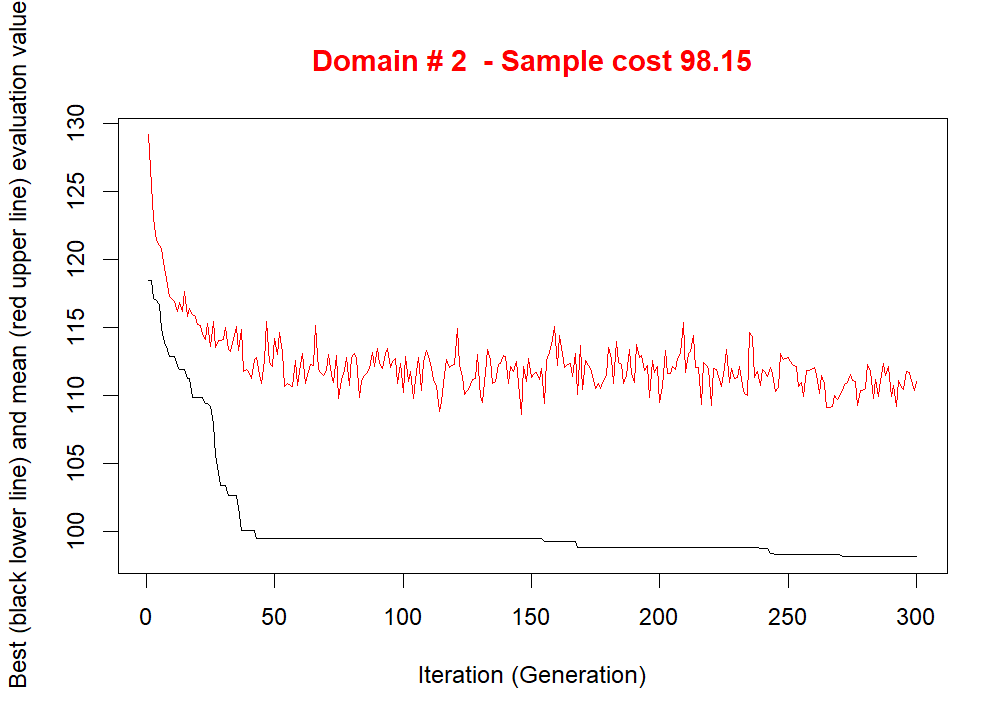 Domain # 2  - Sample cost 98.15
Best (black lower line) and mean (red upper line) evaluation value
130
125
120
115
110
105
100
0 50 100 150 200 250 300
Iteration (Generation)